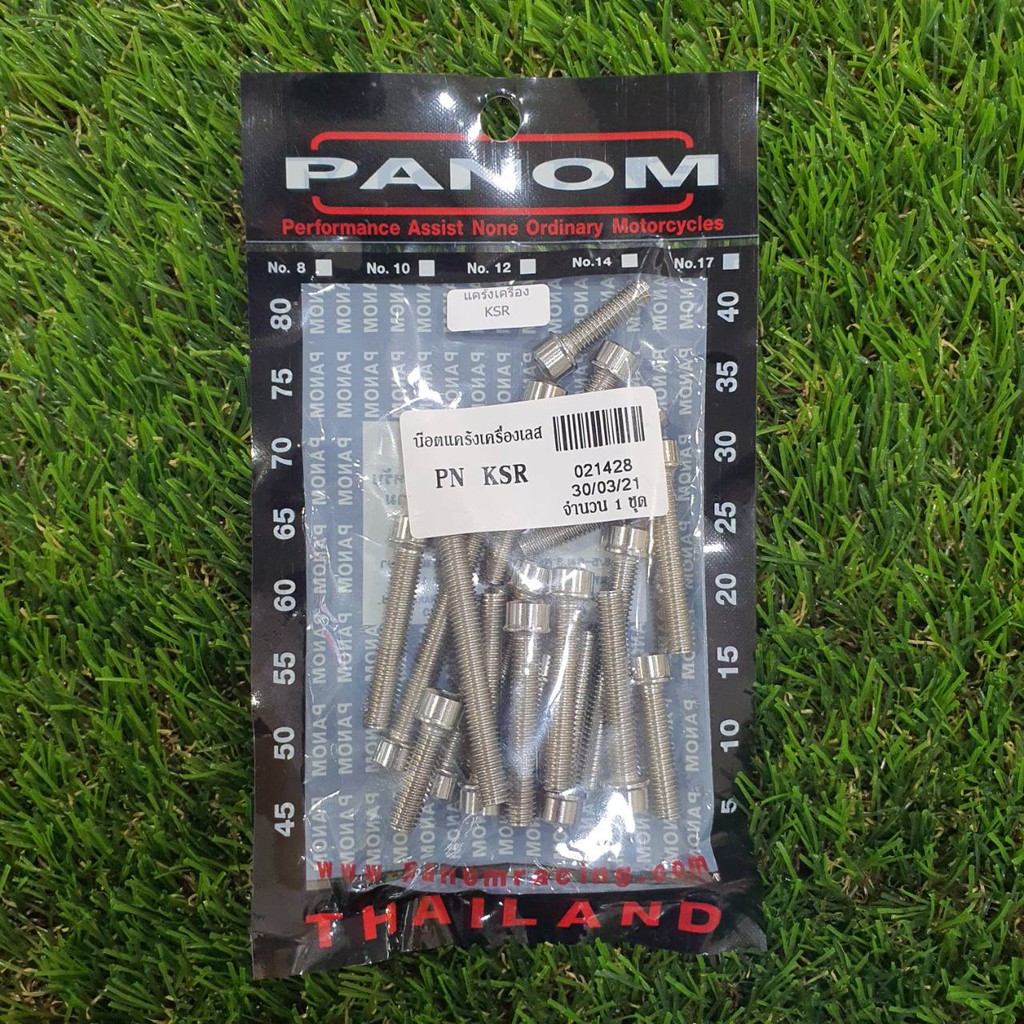 PANOM
Performance Assist None Ordinary Motorcycles
No. 8 No. 10 No. 12 No.14 No.17
แคร้งเครื่อง
KSR
80
75
70
65
60
55
50
45
40
35
30
25
20
15
10
5
น๊อตแคร้งเครื่องเลส
PN KSR
021428
30/03/21
จำนวน 1 ชุด
www.panomracing.com
THAILAND